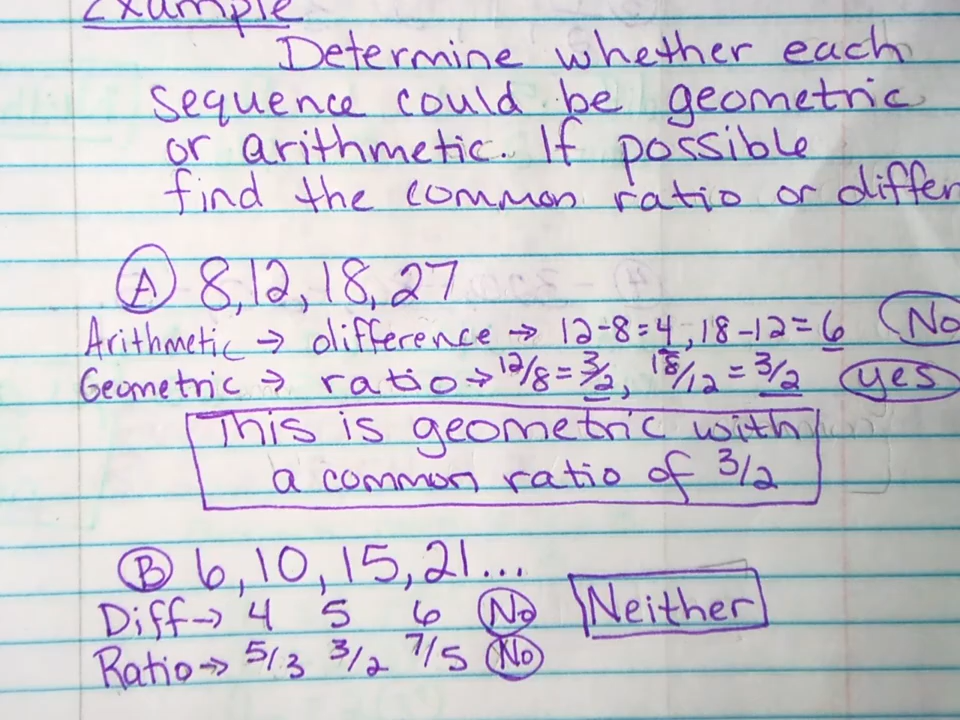 Example
Determine whether each
sequence could be geometric
or arithmetic. If possible
find the common ratio or differ
Ⓐ 8, 12, 18, 27
Arithmetic → difference → 12-8=4, 18-12=6 No
Geometric → ratio → 12/8 = 3/2, 18/12 = 3/2 yes
This is geometric with
a common ratio of 3/2
Ⓑ 6, 10, 15, 21...
Diff → 4 5 6 No Neither
Ratio → 5/3 3/2 7/5 No